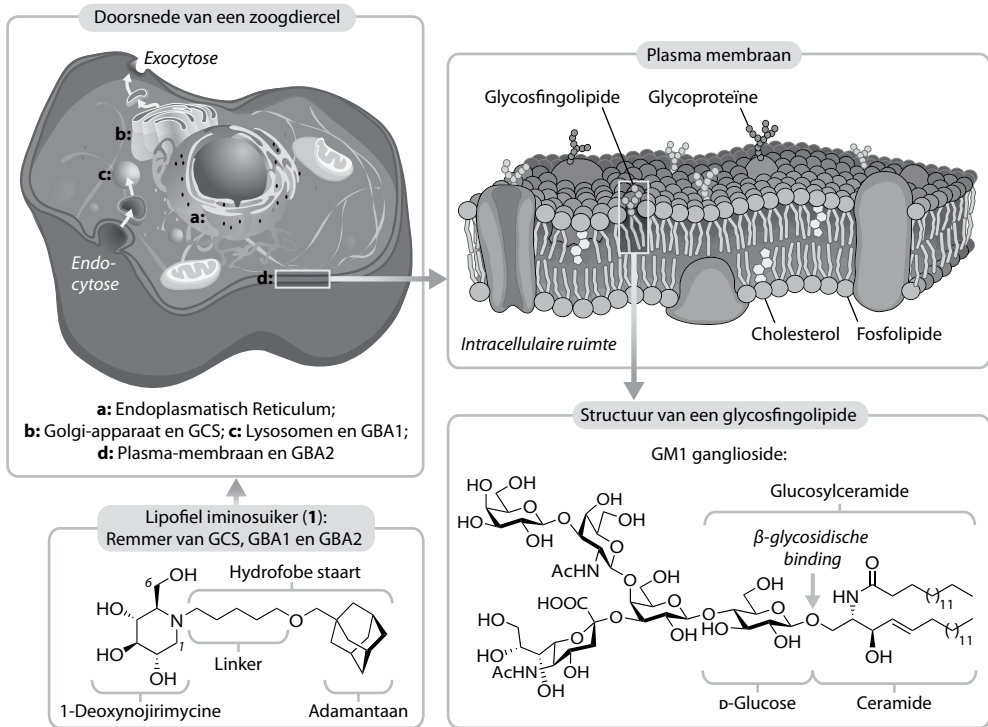 Doorsnede van een zoogdiercel
Exocytose
b:
c:
a:
Endo-
cytose
d:
a: Endoplasmatisch Reticulum;
b: Golgi-apparaat en GCS; c: Lysosomen en GBA1;
d: Plasma-membraan en GBA2
Plasma membraan
Glycosfingolipide
Glycoproteïne
Cholesterol
Fosfolipide
Intracellulaire ruimte
Lipofiel iminosuiker (1):
Remmer van GCS, GBA1 en GBA2
Hydrofobe staart
6
OH
HO
N
O
HO
1
OH
Linker
1-Deoxynojirimycine
Adamantaan
Structuur van een glycosfingolipide
GM1 ganglioside:
Glucosylceramide
β-glycosidische
binding
OH
OH
O
HO
OH
O
HO
OH
O
AcHN
O
O
OH
O
HOOC
O
OH
O
HO
O
HO
OH
O
HN
O
( )11
( )11
OH
HO
OH
HO
O
AcHN
OH
OH
D-Glucose
Ceramide